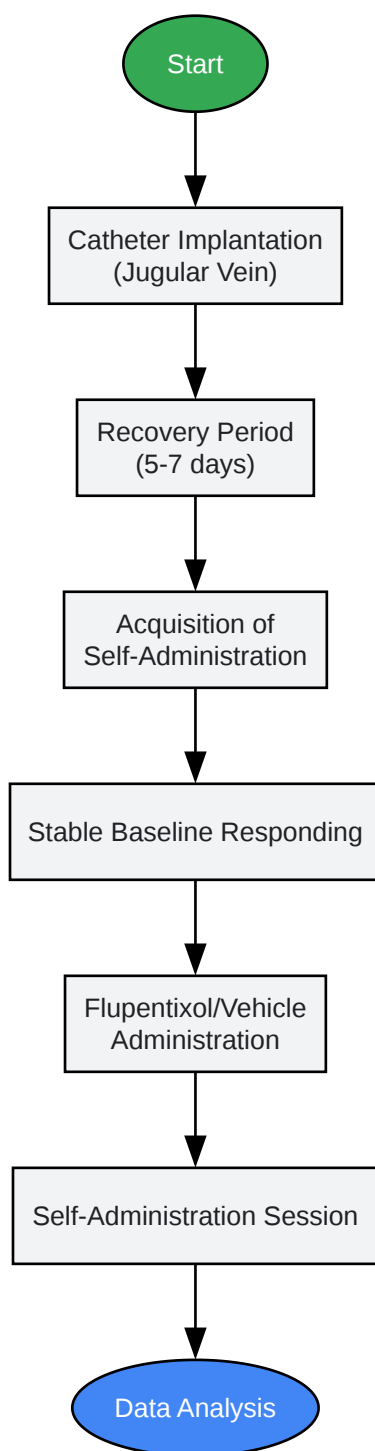 Start
Catheter Implantation
(Jugular Vein)
Recovery Period
(5-7 days)
Acquisition of
Self-Administration
Stable Baseline Responding
Flupentixol/Vehicle
Administration
Self-Administration Session
Data Analysis